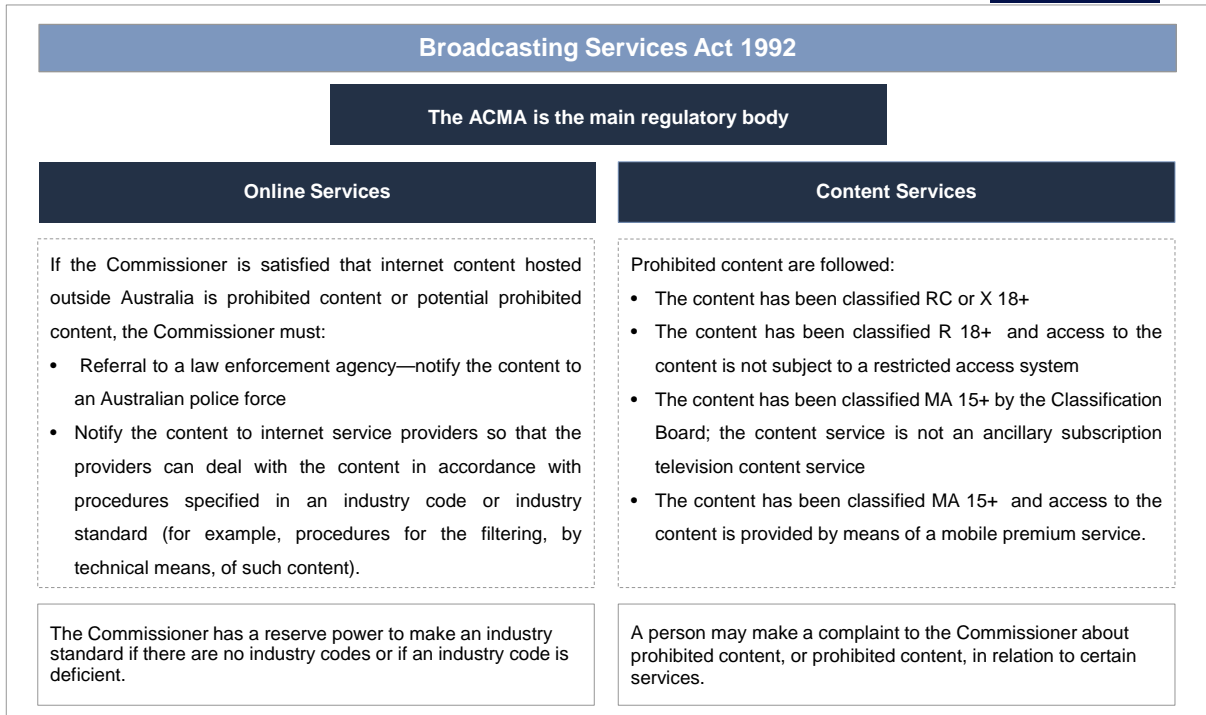 Broadcasting Services Act 1992
The ACMA is the main regulatory body
Online Services
If the Commissioner is satisfied that internet content hosted
outside Australia is prohibited content or potential prohibited
content, the Commissioner must:
• Referral to a law enforcement agency—notify the content to
an Australian police force
• Notify the content to internet service providers so that the
providers can deal with the content in accordance with
procedures specified in an industry code or industry
standard (for example, procedures for the filtering, by
technical means, of such content).
The Commissioner has a reserve power to make an industry
standard if there are no industry codes or if an industry code is
deficient.
Content Services
Prohibited content are followed:
• The content has been classified RC or X 18+
• The content has been classified R 18+ and access to the
content is not subject to a restricted access system
• The content has been classified MA 15+ by the Classification
Board; the content service is not an ancillary subscription
television content service
• The content has been classified MA 15+ and access to the
content is provided by means of a mobile premium service.
A person may make a complaint to the Commissioner about
prohibited content, or prohibited content, in relation to certain
services.